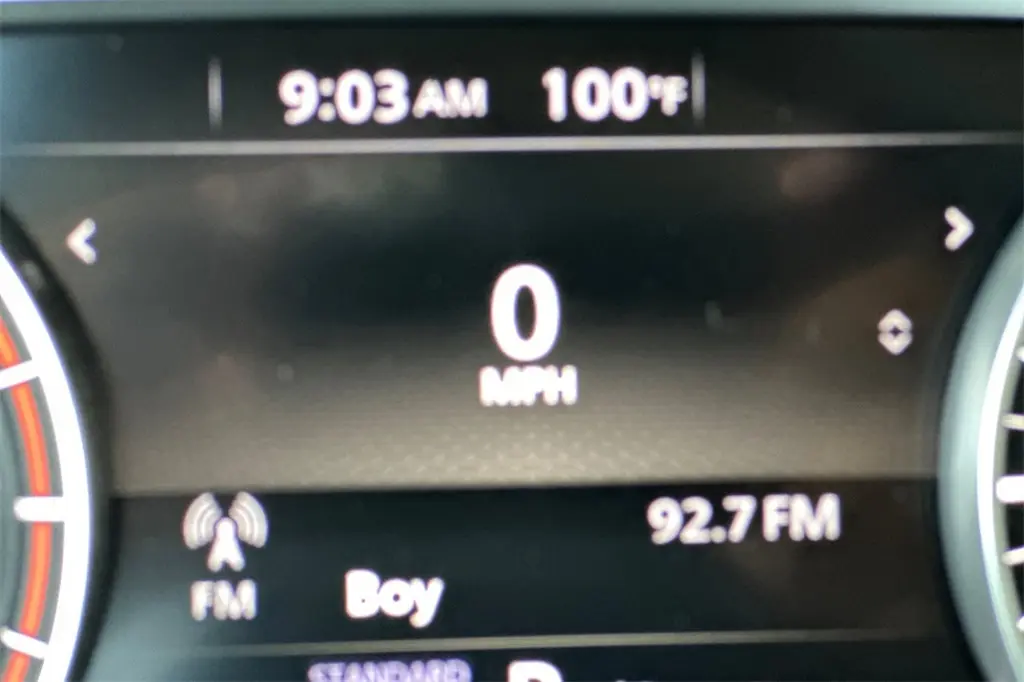 9:03 AM 100°F
0
MPH
92.7 FM
FM
Boy
STANDARD